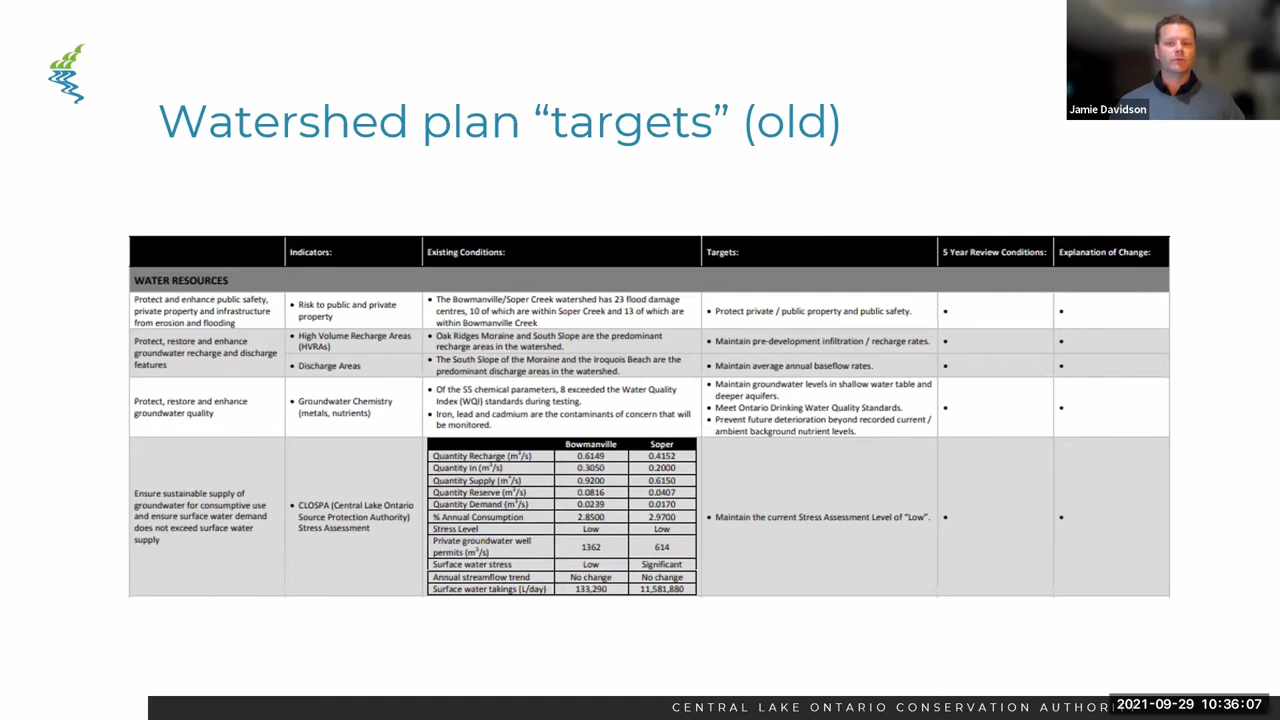 Jamie Davidson
Watershed plan “targets” (old)
Indicators:
Existing Conditions:
Targets:
5 Year Review Conditions:
Explanation of Change:
WATER RESOURCES
Protect and enhance public safety,
private property and infrastructure
from erosion and flooding
• Risk to public and private
property
• The Bowmanville/Soper Creek watershed has 23 flood damage
centres, 10 of which are within Soper Creek and 13 of which are
within Bowmanville Creek
• Protect private / public property and public safety.
•
•
Protect, restore and enhance
groundwater recharge and discharge
features
• High Volume Recharge Areas
(HVRAs)
• Oak Ridges Moraine and South Slope are the predominant
recharge areas in the watershed.
• Maintain pre-development infiltration / recharge rates.
•
•
• Discharge Areas
• The South Slope of the Moraine and the Iroquois Beach are the
predominant discharge areas in the watershed.
• Maintain average annual baseflow rates.
•
•
Protect, restore and enhance
groundwater quality
• Groundwater Chemistry
(metals, nutrients)
• Of the 55 chemical parameters, 8 exceeded the Water Quality
Index (WQI) standards during testing.
• Iron, lead and cadmium are the contaminants of concern that will
be monitored.
• Maintain groundwater levels in shallow water table and
deeper aquifers.
• Meet Ontario Drinking Water Quality Standards.
• Prevent future deterioration beyond recorded current /
ambient background nutrient levels.
•
•
Ensure sustainable supply of
groundwater for consumptive use
and ensure surface water demand
does not exceed surface water
supply
• CLOSPA (Central Lake Ontario
Source Protection Authority)
Stress Assessment
Bowmanville Soper
Quantity Recharge (m³/s) 0.6149 0.4152
Quantity In (m³/s) 0.3050 0.2000
Quantity Supply (m³/s) 0.9200 0.6150
Quantity Reserve (m³/s) 0.0816 0.0407
Quantity Demand (m³/s) 0.0239 0.0170
% Annual Consumption 2.8500 2.9700
Stress Level Low Low
Private groundwater well
permits (m³/s) 1362 614
Surface water stress Low Significant
Annual streamflow trend No change No change
Surface water takings (L/day) 133,290 11,581,880
• Maintain the current Stress Assessment Level of “Low”.
•
•
CENTRAL LAKE ONTARIO CONSERVATION AUTHOR
2021-09-29 10:36:07